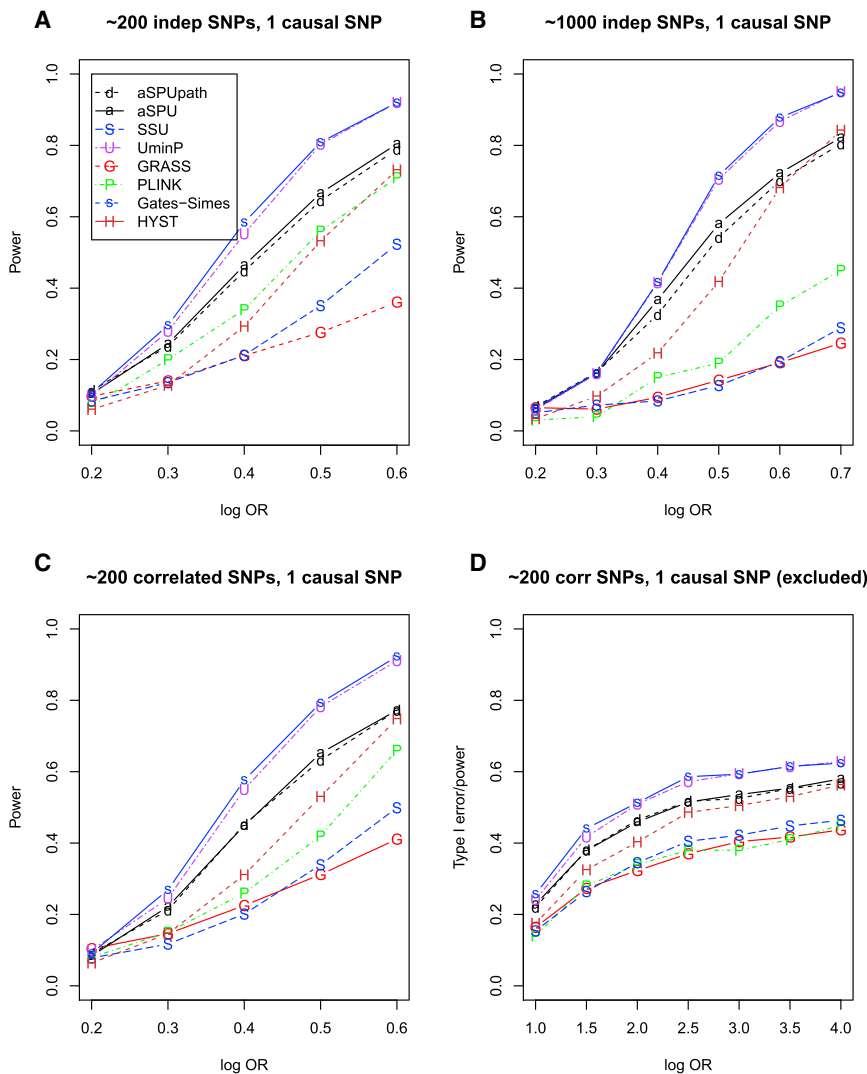 A
~200 indep SNPs, 1 causal SNP
Power
1.0
0.8
0.6
0.4
0.2
0.0
d aSPUpath
a aSPU
S SSU
U UminP
G GRASS
P PLINK
s Gates−Simes
H HYST
0.2 0.3 0.4 0.5 0.6
log OR
B
~1000 indep SNPs, 1 causal SNP
Power
1.0
0.8
0.6
0.4
0.2
0.0
0.2 0.3 0.4 0.5 0.6 0.7
log OR
C
~200 correlated SNPs, 1 causal SNP
Power
1.0
0.8
0.6
0.4
0.2
0.0
0.2 0.3 0.4 0.5 0.6
log OR
D
~200 corr SNPs, 1 causal SNP (excluded)
Type I error/power
1.0
0.8
0.6
0.4
0.2
0.0
1.0 1.5 2.0 2.5 3.0 3.5 4.0
log OR